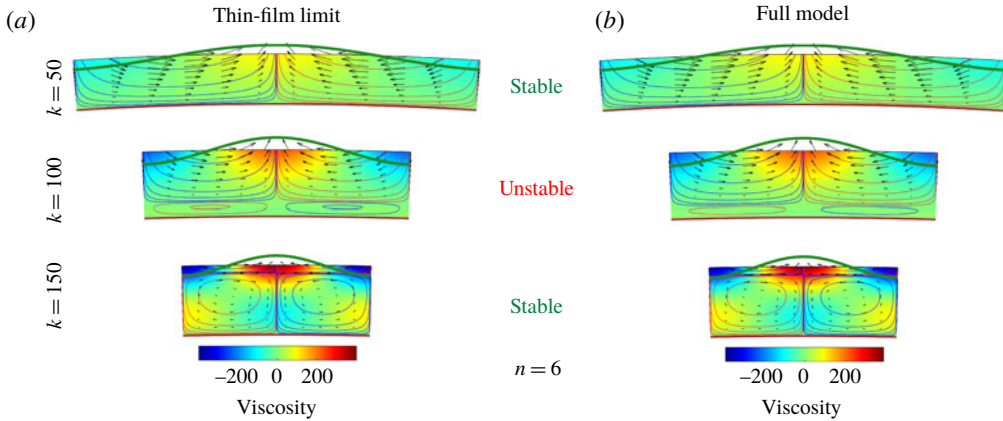 (a)
Thin-film limit
(b)
Full model
k = 50
Stable
k = 100
Unstable
k = 150
Stable
–200 0 200
Viscosity
n = 6
–200 0 200
Viscosity